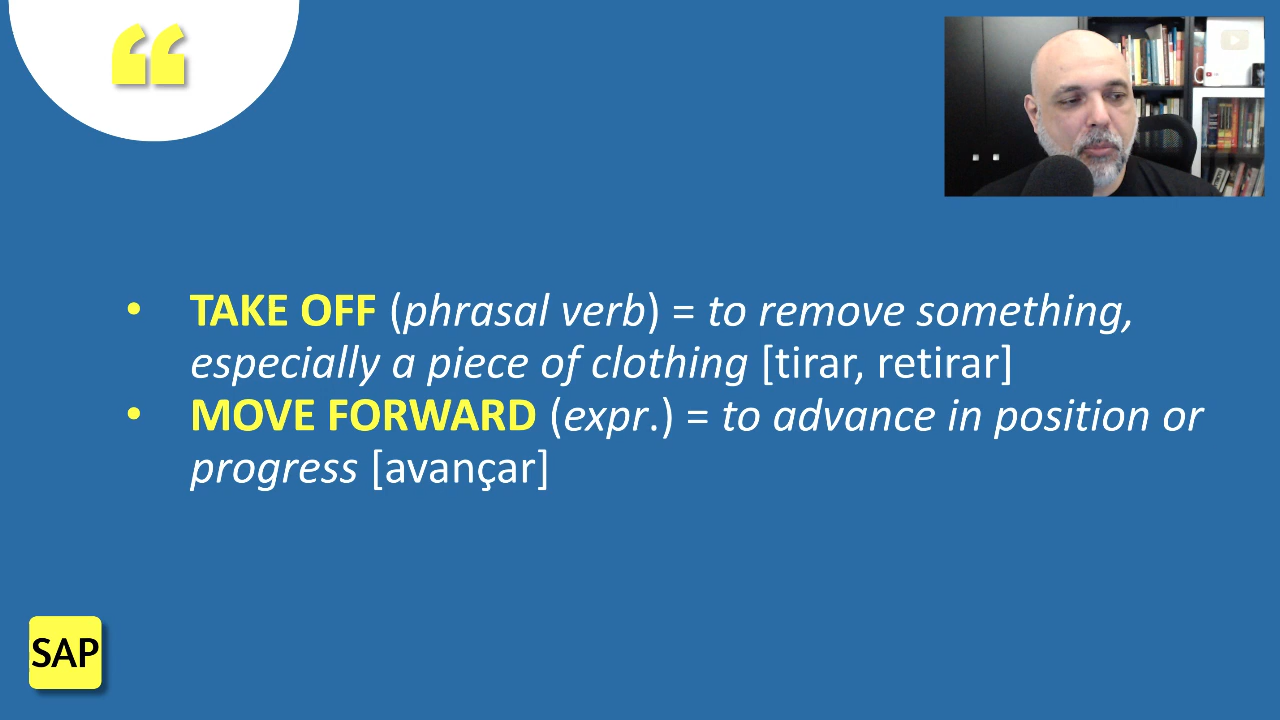 “
• TAKE OFF (phrasal verb) = to remove something,
especially a piece of clothing [tirar, retirar]
• MOVE FORWARD (expr.) = to advance in position or
progress [avançar]
SAP